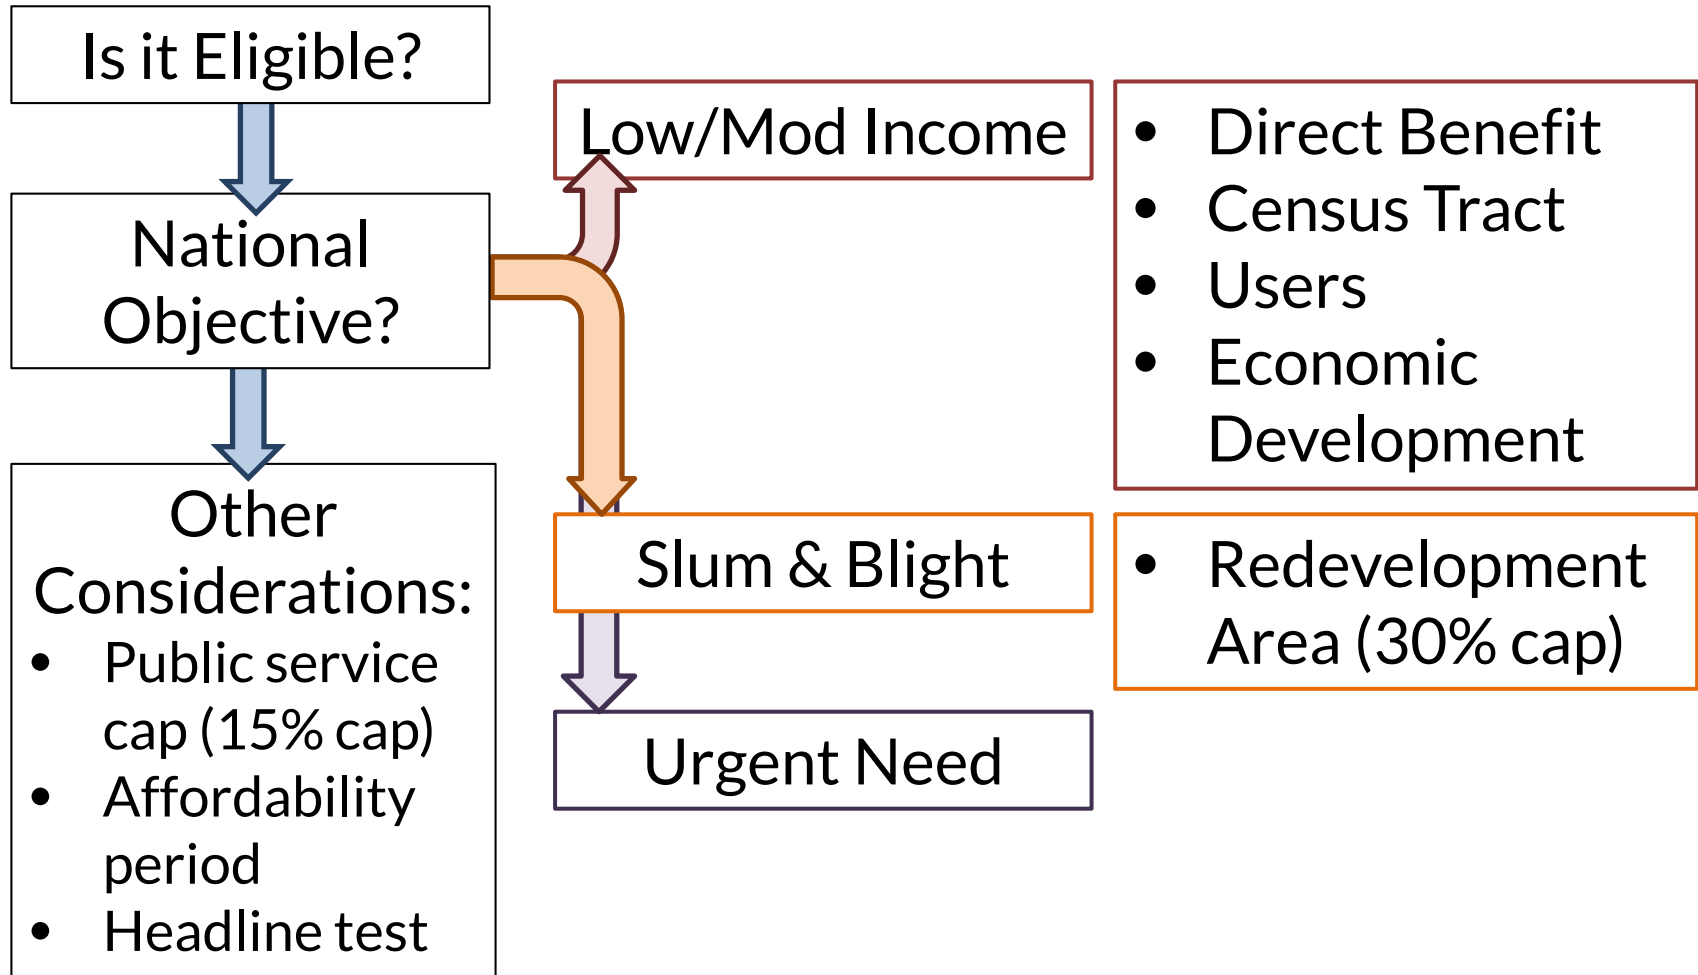 Is it Eligible?
National
Objective?
Other
Considerations:
• Public service
cap (15% cap)
• Affordability
period
• Headline test
Low/Mod Income
• Direct Benefit
• Census Tract
• Users
• Economic
Development
Slum & Blight
• Redevelopment
Area (30% cap)
Urgent Need